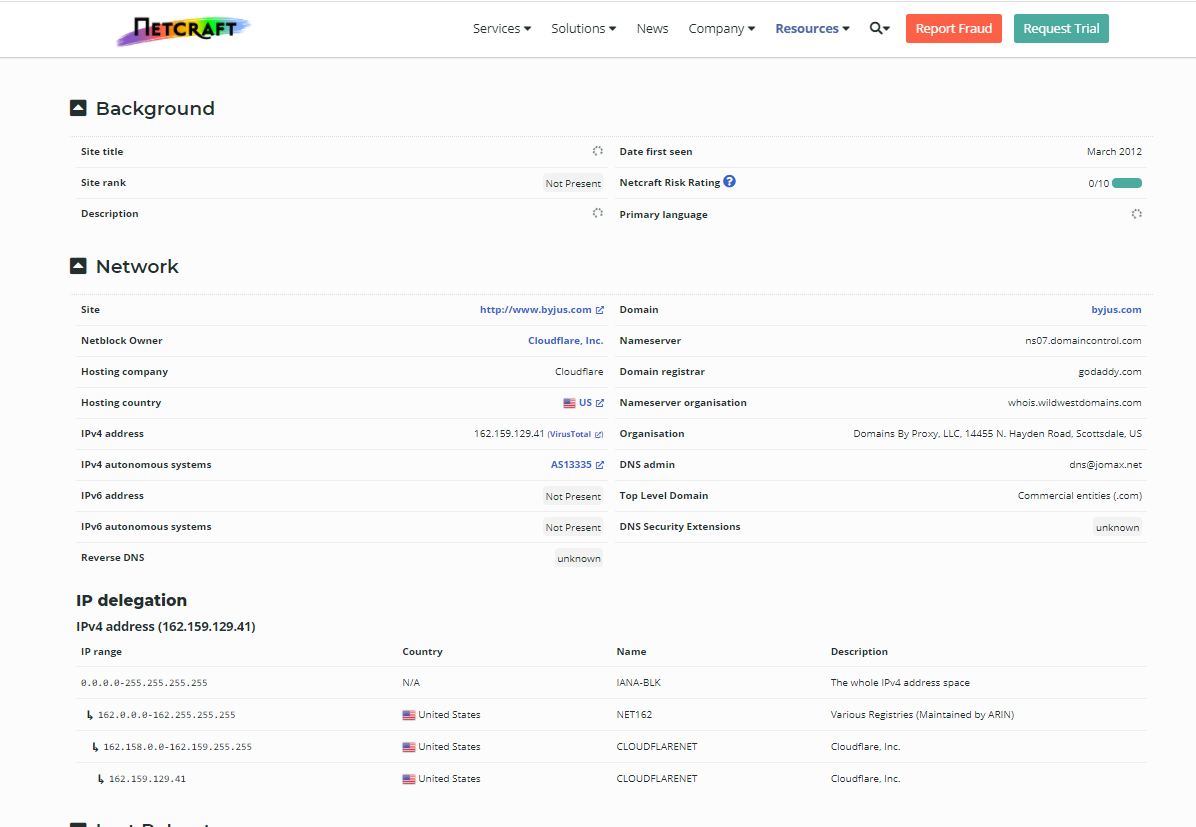 NETCRAFT Services Solutions News Company Resources Report Fraud Request Trial
Background
Site title Date first seen March 2012
Site rank Not Present Netcraft Risk Rating ? 0/10
Description Primary language
Network
Site http://www.byjus.com Domain byjus.com
Netblock Owner Cloudflare, Inc. Nameserver ns07.domaincontrol.com
Hosting company Cloudflare Domain registrar godaddy.com
Hosting country US Nameserver organisation whois.wildwestdomains.com
IPv4 address 162.159.129.41 (VirusTotal) Organisation Domains By Proxy, LLC, 14455 N. Hayden Road, Scottsdale, US
IPv4 autonomous systems AS13335 DNS admin dns@jomax.net
IPv6 address Not Present Top Level Domain Commercial entities (.com)
IPv6 autonomous systems Not Present DNS Security Extensions unknown
Reverse DNS unknown
IP delegation
IPv4 address (162.159.129.41)
IP range Country Name Description
0.0.0.0-255.255.255.255 N/A IANA-BLK The whole IPv4 address space
↳ 162.0.0.0-162.255.255.255 United States NET162 Various Registries (Maintained by ARIN)
↳ 162.158.0.0-162.159.255.255 United States CLOUDFLARENET Cloudflare, Inc.
↳ 162.159.129.41 United States CLOUDFLARENET Cloudflare, Inc.